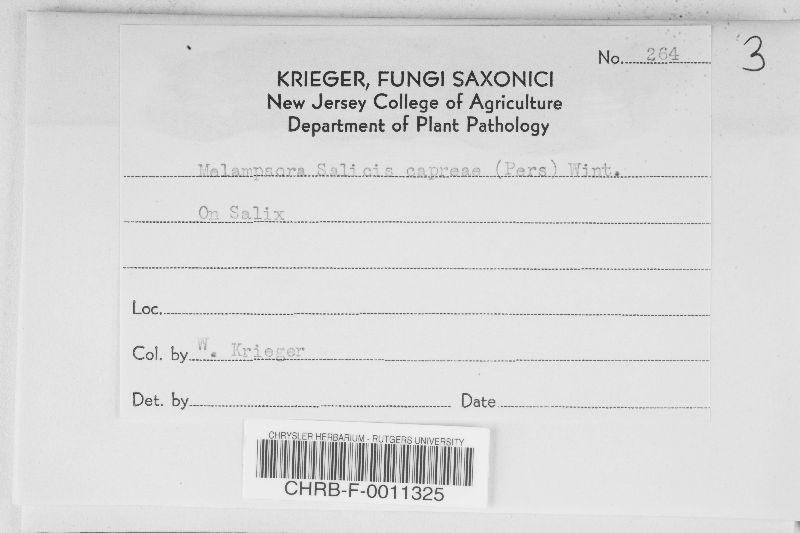 No. 264
3
KRIEGER, FUNGI SAXONICI
New Jersey College of Agriculture
Department of Plant Pathology
Melampsora Salicis capreae (Pers) Wint.
On Salix
Loc.
Col. by W. Krieger
Det. by Date
CHRYSLER HERBARIUM - RUTGERS UNIVERSITY
CHRB-F-0011325